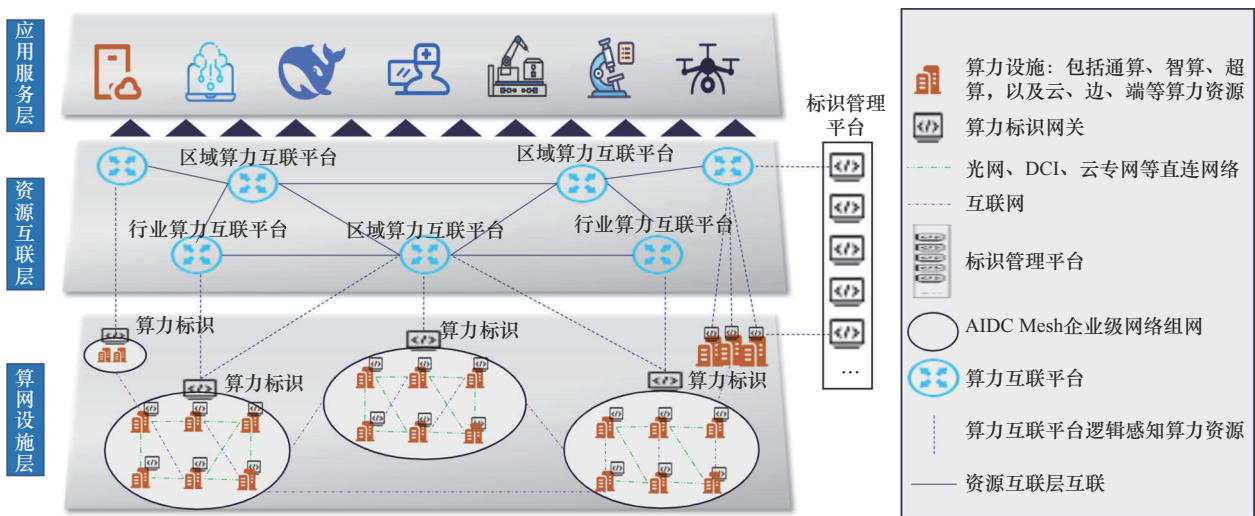 应用服务层
资源互联层
算网设施层
区域算力互联平台
区域算力互联平台
行业算力互联平台
区域算力互联平台
行业算力互联平台
算力标识
算力标识
算力标识
算力标识
标识管理
平台
…
算力设施：包括通算、智算、超
算，以及云、边、端等算力资源
算力标识网关
光网、DCI、云专网等直连网络
互联网
标识管理平台
AIDC Mesh企业级网络组网
算力互联平台
算力互联平台逻辑感知算力资源
资源互联层互联